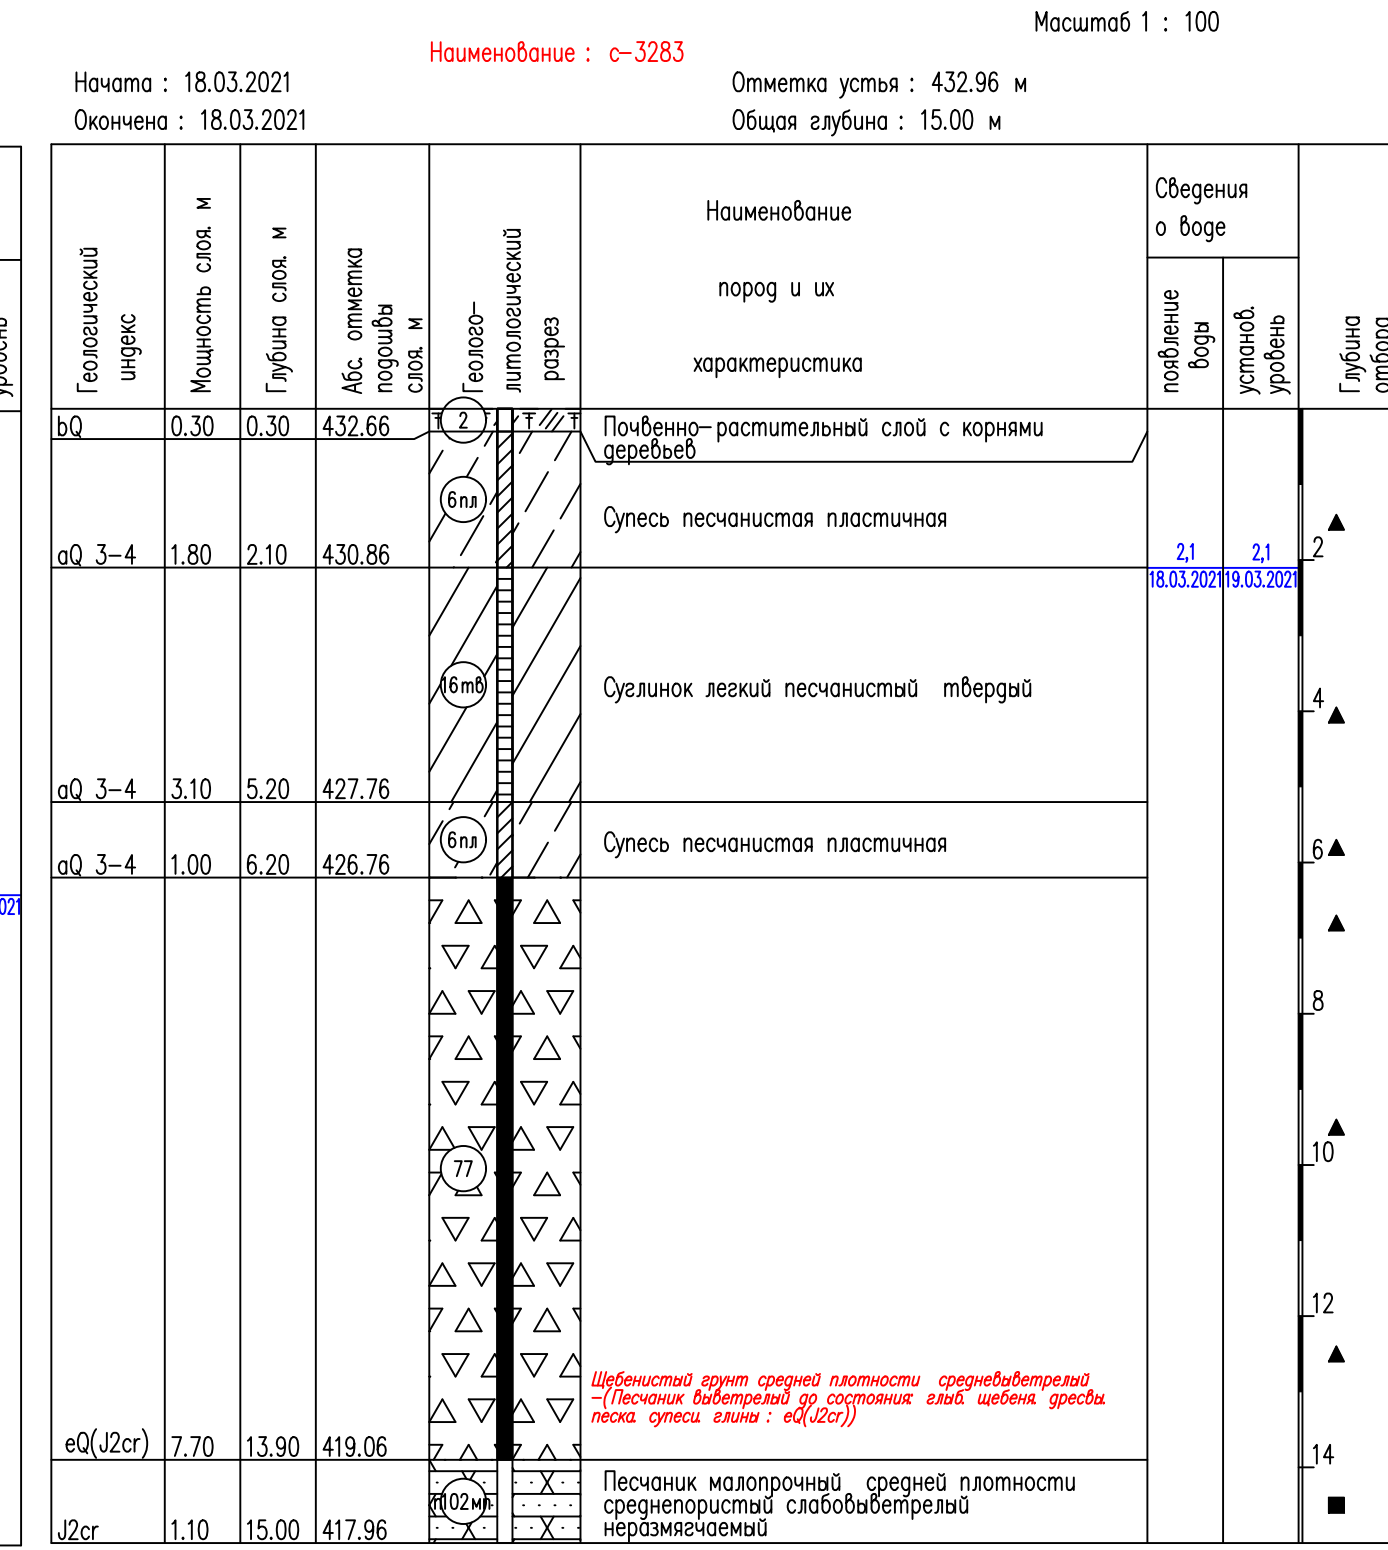 Масштаб 1 : 100
Наименование : с-3283
Начата : 18.03.2021
Отметка устья : 432.96 м
Окончена : 18.03.2021
Общая глубина : 15.00 м
Геологический
индекс
Мощность слоя. м
Глубина слоя. м
Абс. отметка
подошвы
слоя. м
Геолого-
литологический
разрез
Наименование
пород и их
характеристика
Сведения
о воде
появление
воды
установ.
уровень
Глубина
отбора
уровень
bQ 0.30 0.30 432.66 2 Почвенно-растительный слой с корнями
деревьев
6пл
Супесь песчанистая пластичная
aQ 3-4 1.80 2.10 430.86
2,1 2,1
18.03.2021 19.03.2021
2
16тв
Суглинок легкий песчанистый твердый
4
aQ 3-4 3.10 5.20 427.76
6пл
Супесь песчанистая пластичная
6
aQ 3-4 1.00 6.20 426.76
021
8
77
10
12
Щебенистый грунт средней плотности средневыветрелый
-(Песчаник выветрелый до состояния: глыб. щебеня. дресвы.
песка. супеси. глины : eQ(J2cr))
eQ(J2cr) 7.70 13.90 419.06
14
Песчаник малопрочный средней плотности
среднепористый слабовыветрелый
неразмягчаемый
п102мп
J2cr 1.10 15.00 417.96